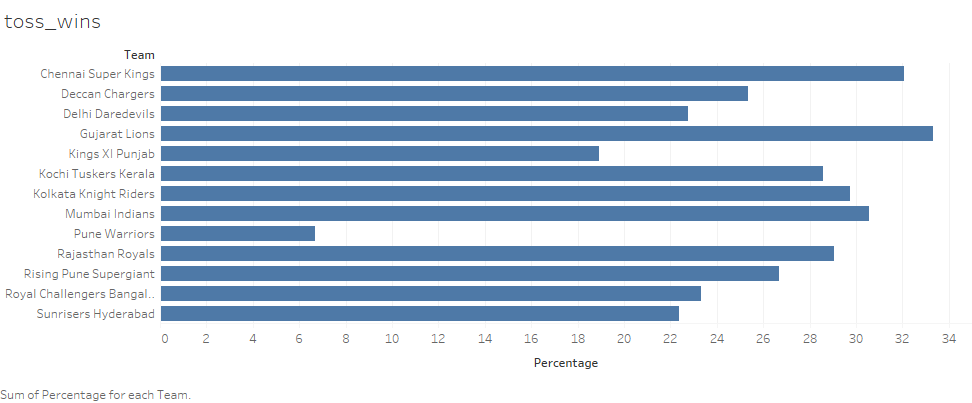 toss_wins
Team
Chennai Super Kings
Deccan Chargers
Delhi Daredevils
Gujarat Lions
Kings XI Punjab
Kochi Tuskers Kerala
Kolkata Knight Riders
Mumbai Indians
Pune Warriors
Rajasthan Royals
Rising Pune Supergiant
Royal Challengers Bangal..
Sunrisers Hyderabad
0 2 4 6 8 10 12 14 16 18 20 22 24 26 28 30 32 34
Percentage
Sum of Percentage for each Team.